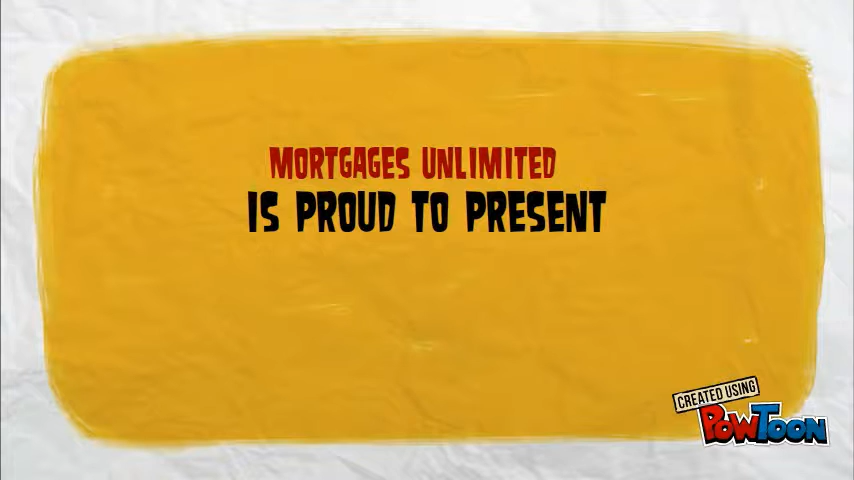 MORTGAGES UNLIMITED
IS PROUD TO PRESENT
CREATED USING
POWTOON